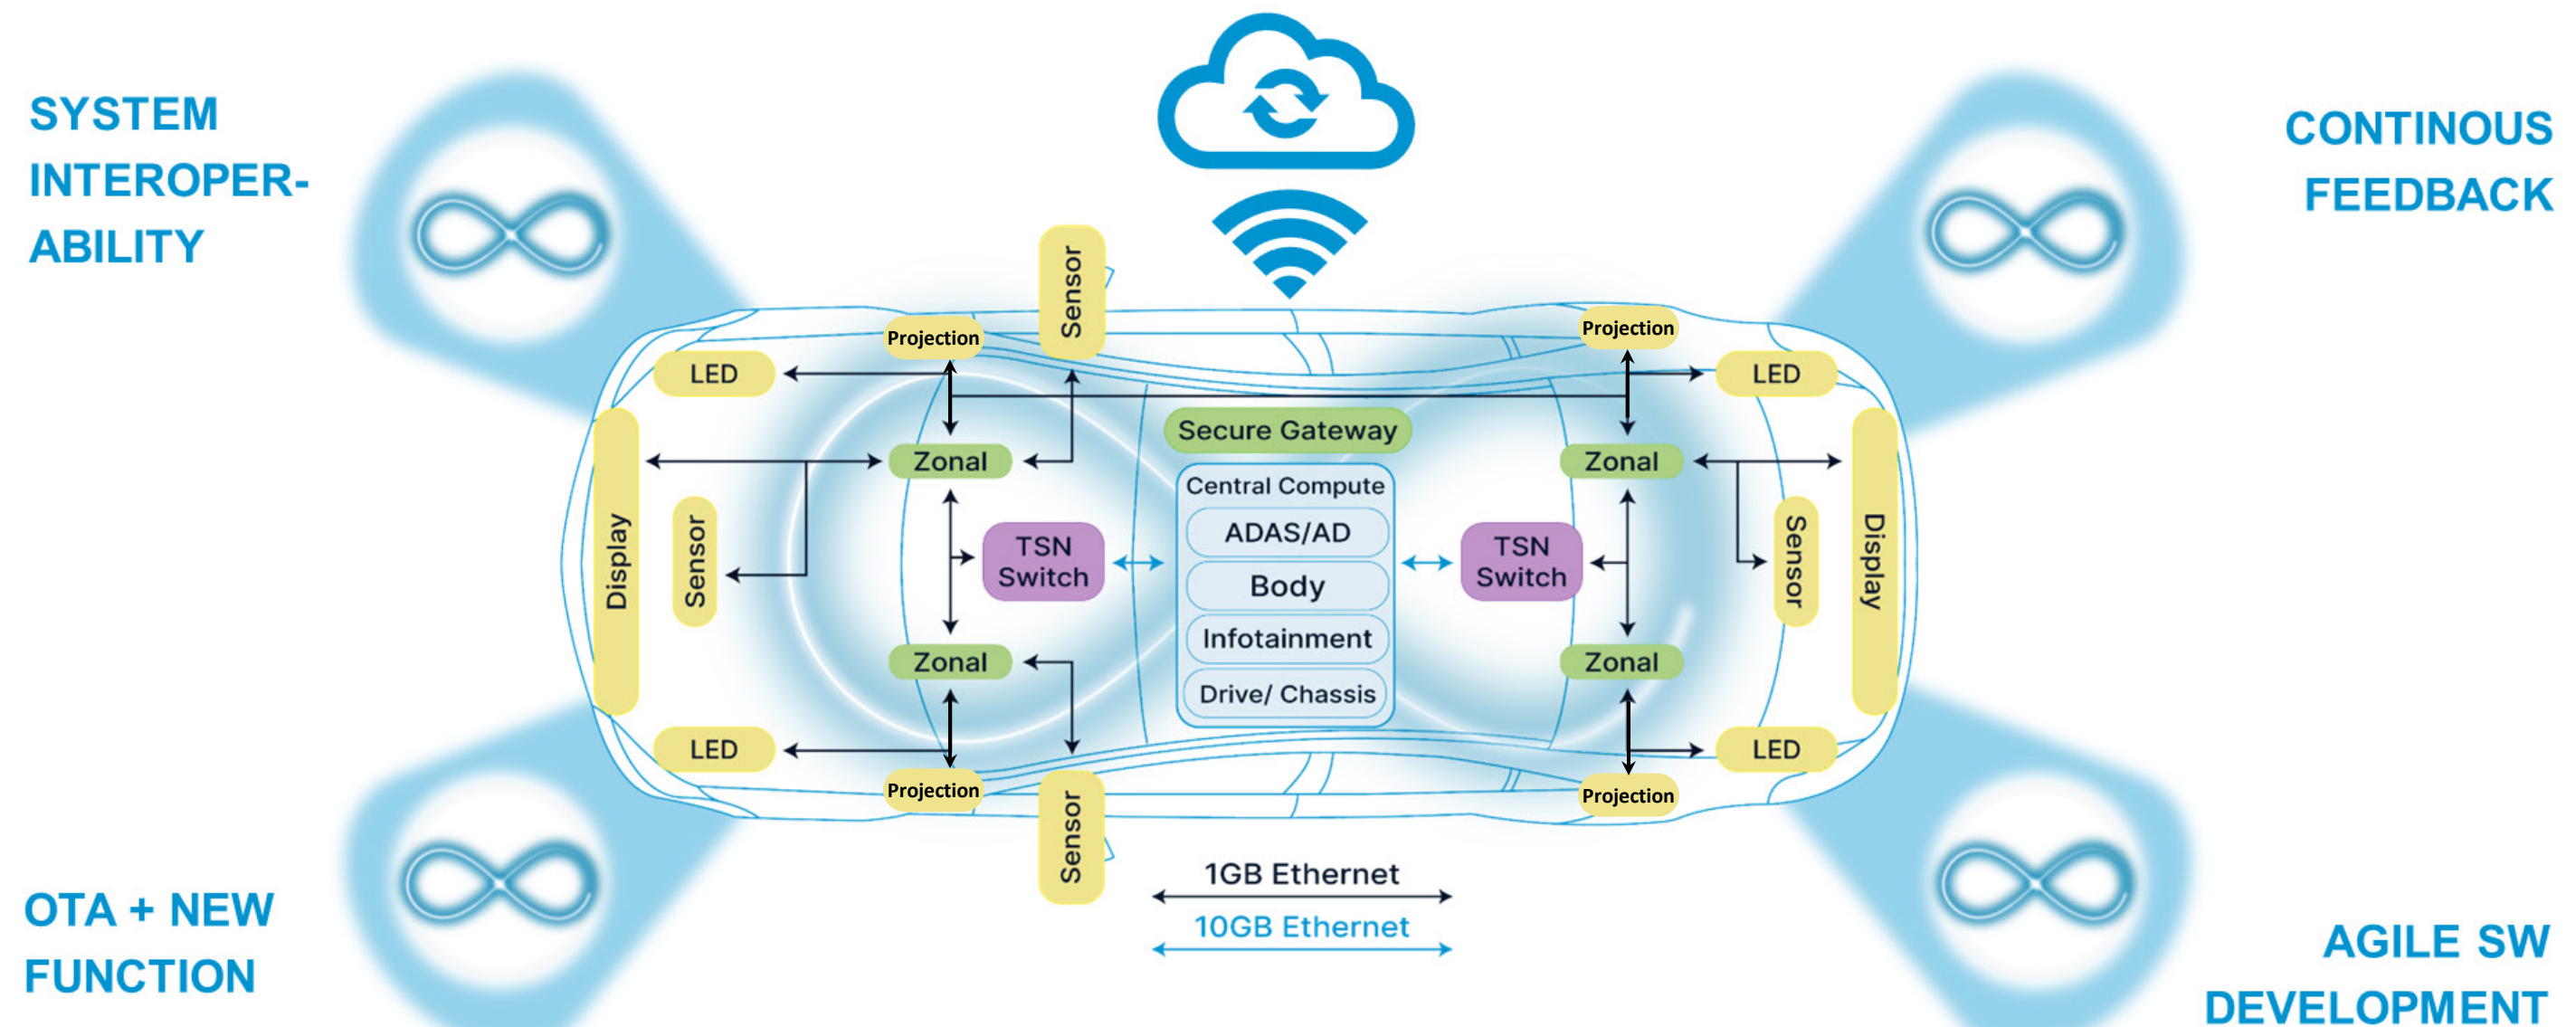 SYSTEM
INTEROPER-
ABILITY
CONTINOUS
FEEDBACK
Sensor
Projection
Projection
LED
LED
Secure Gateway
Zonal
Zonal
Central Compute
ADAS/AD
Body
Infotainment
Drive/ Chassis
Display
Sensor
TSN
Switch
TSN
Switch
Sensor
Display
Zonal
Zonal
LED
LED
Projection
Projection
Sensor
1GB Ethernet
10GB Ethernet
OTA + NEW
FUNCTION
AGILE SW
DEVELOPMENT